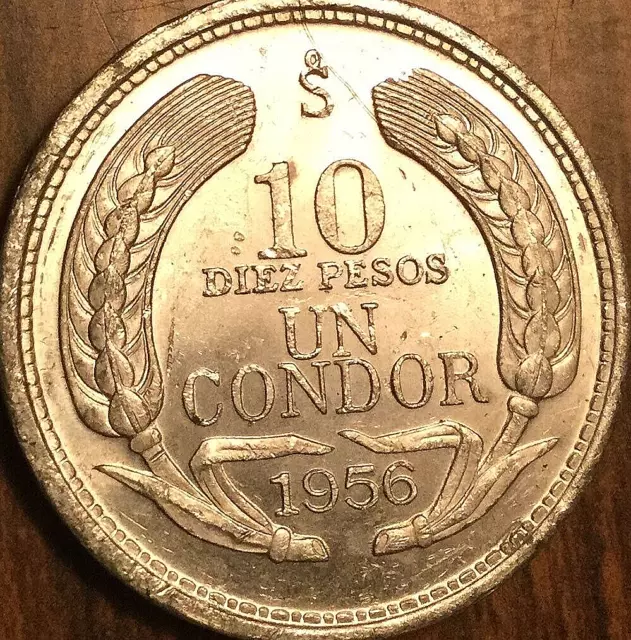 S̊
10
DIEZ PESOS
UN
CONDOR
1956